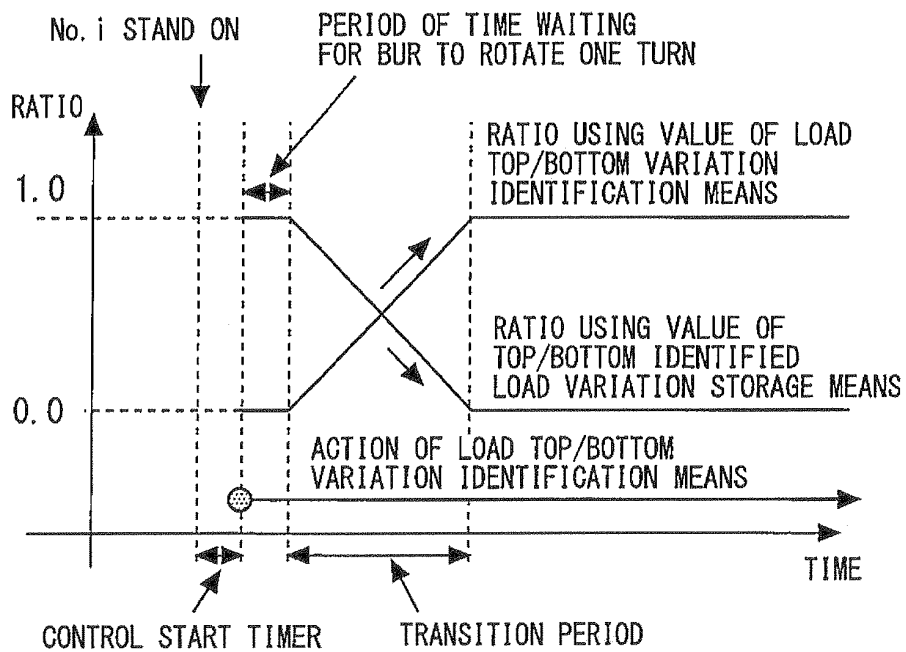 No. i STAND ON
PERIOD OF TIME WAITING
FOR BUR TO ROTATE ONE TURN
RATIO
1.0
RATIO USING VALUE OF LOAD
TOP/BOTTOM VARIATION
IDENTIFICATION MEANS
RATIO USING VALUE OF
TOP/BOTTOM IDENTIFIED
LOAD VARIATION STORAGE MEANS
0.0
ACTION OF LOAD TOP/BOTTOM
VARIATION IDENTIFICATION MEANS
TIME
CONTROL START TIMER
TRANSITION PERIOD